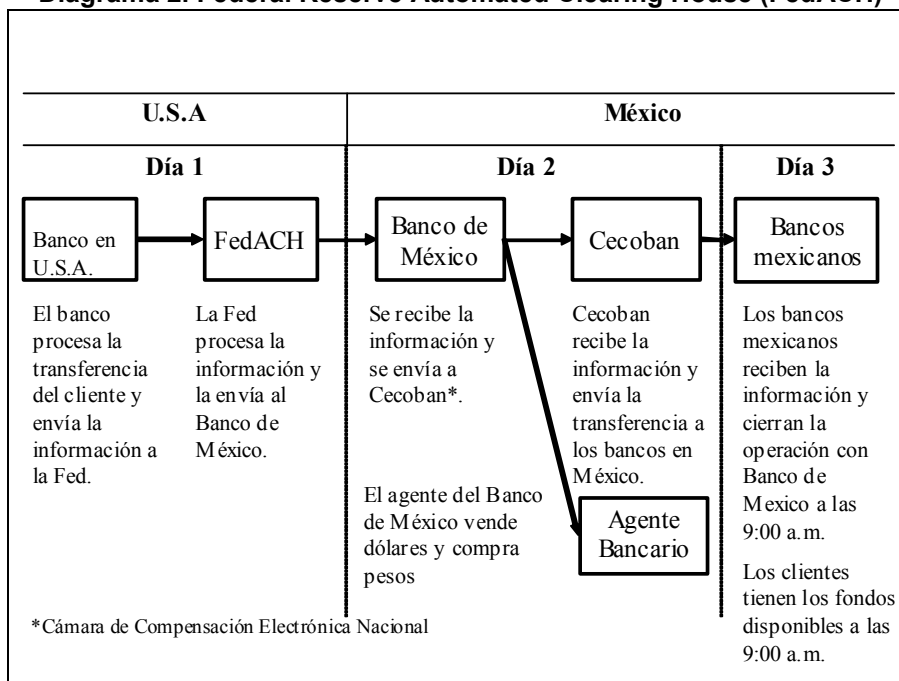 Diagrama 2. Federal Reserve Automated Clearing House (FedACH)
U.S.A
México
Día 1
Día 2
Día 3
Banco en
U.S.A.
FedACH
Banco de
México
Cecoban
Bancos
mexicanos
El banco
procesa la
transferencia
del cliente y
envía la
información a
la Fed.
La Fed
procesa la
información y
la envía al
Banco de
México.
Se recibe la
información y
se envía a
Cecoban*.
El agente del Banco
de México vende
dólares y compra
pesos
Cecoban
recibe la
información y
envía la
transferencia a
los bancos en
México.
Agente
Bancario
Los bancos
mexicanos
reciben la
información y
cierran la
operación con
Banco de
Mexico a las
9:00 a.m.
Los clientes
tienen los fondos
disponibles a las
9:00 a.m.
*Cámara de Compensación Electrónica Nacional